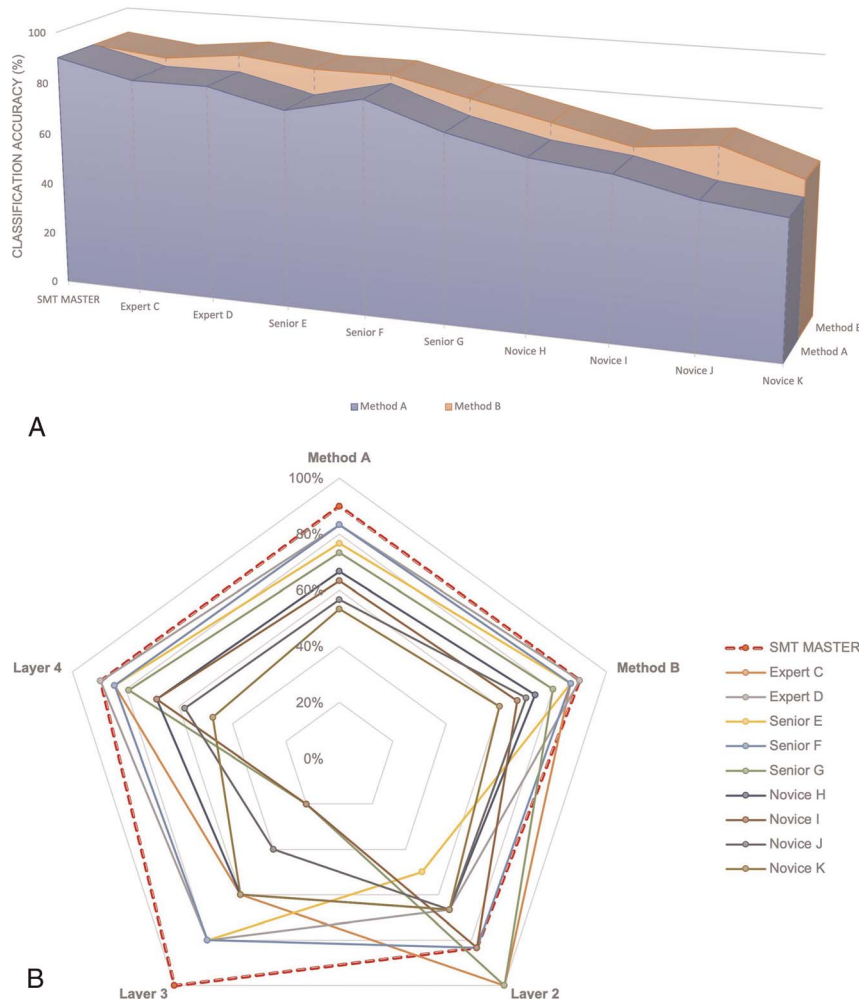 100
80
60
40
20
0
CLASSIFICATION ACCURACY (%)
SMT MASTER
Expert C
Expert D
Senior E
Senior F
Senior G
Novice H
Novice I
Novice J
Novice K
Method A
Method B
Method A
Method B
A
Method A
100%
80%
60%
40%
20%
0%
Layer 4
Method B
Layer 3
Layer 2
SMT MASTER
Expert C
Expert D
Senior E
Senior F
Senior G
Novice H
Novice I
Novice J
Novice K
B